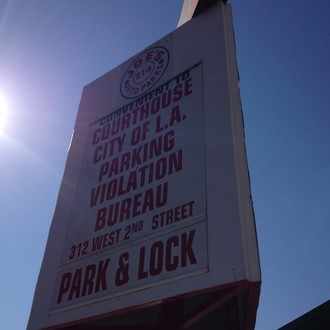 CONVENIENT TO
COURTHOUSE
CITY OF L.A.
PARKING
VIOLATION
BUREAU
312 WEST 2ND STREET
PARK & LOCK